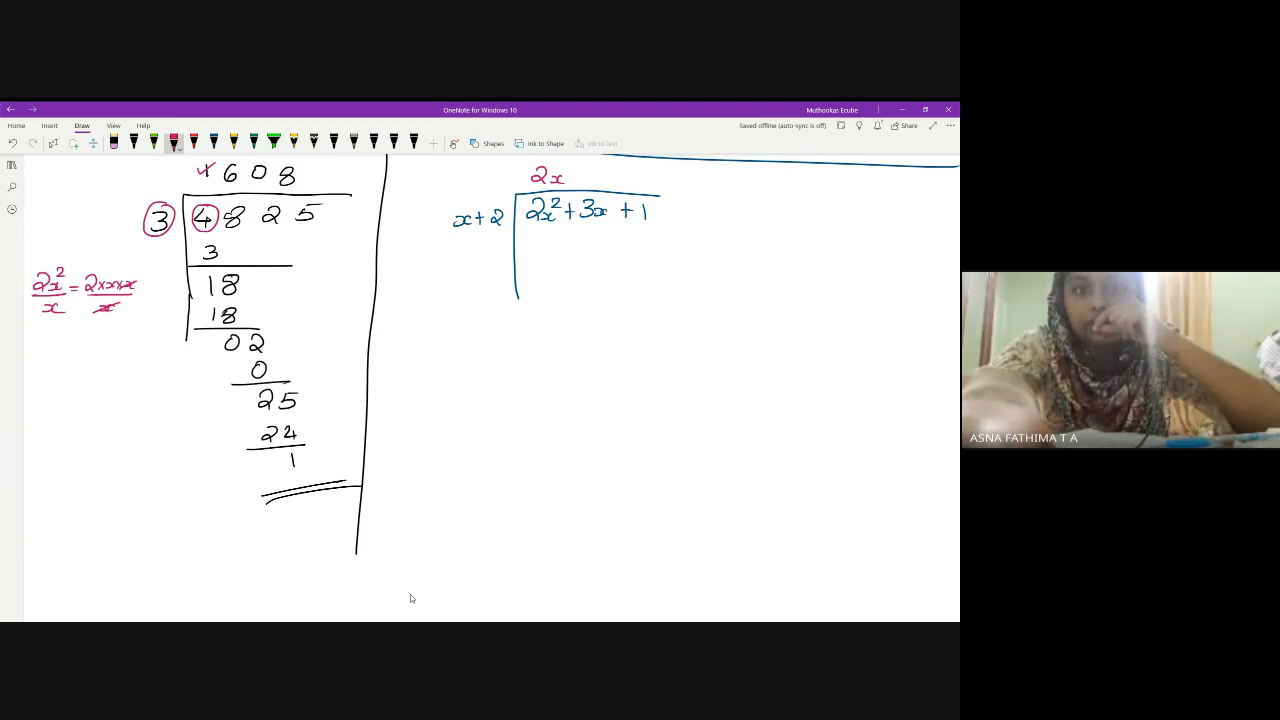 OneNote for Windows 10
Muthookas Ecube
Home Insert Draw View Help
Saved offline (auto-sync is off)
Share
Shapes
Ink to Shape
Ink to Text
1608
3 4825
3
18
18
02
0
25
24
1
2x²/x = 2×x×x/x
2x
x+2 2x²+3x+1
ASNA FATHIMA T A